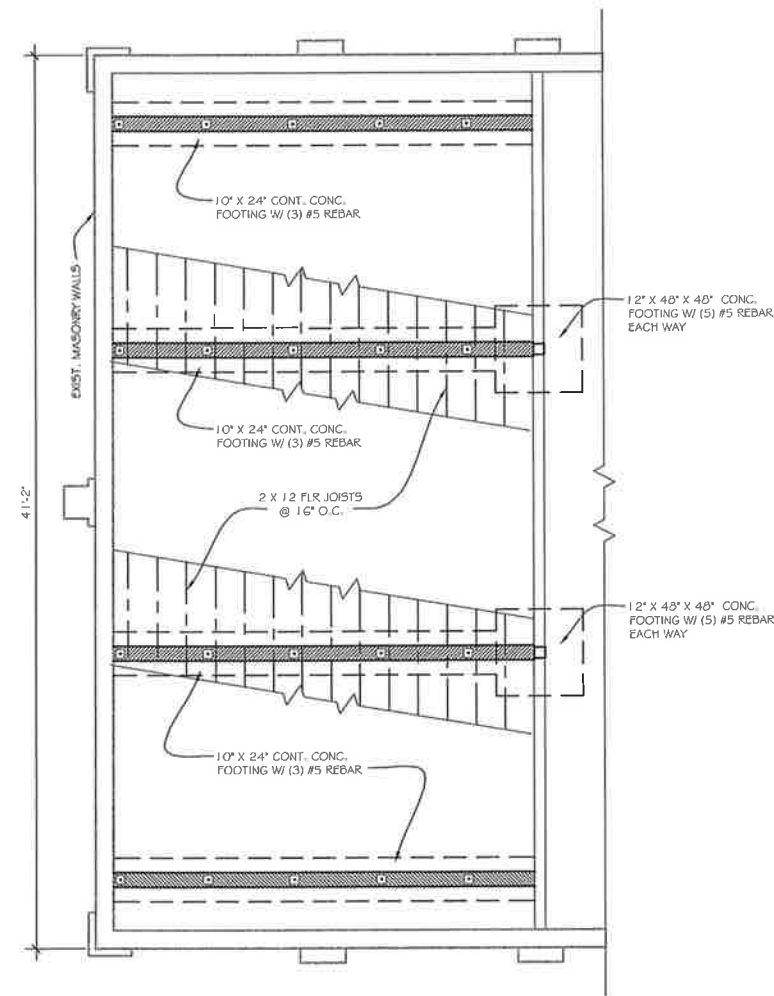 10" X 24" CONT. CONC.
FOOTING W/ (3) #5 REBAR
EXIST. MASONRY WALLS
12" X 48" X 48" CONC.
FOOTING W/ (5) #5 REBAR
EACH WAY
10" X 24" CONT. CONC.
FOOTING W/ (3) #5 REBAR
41'-2"
2 X 12 FLR JOISTS
@ 16" O.C.
12" X 48" X 48" CONC.
FOOTING W/ (5) #5 REBAR
EACH WAY
10" X 24" CONT. CONC.
FOOTING W/ (3) #5 REBAR